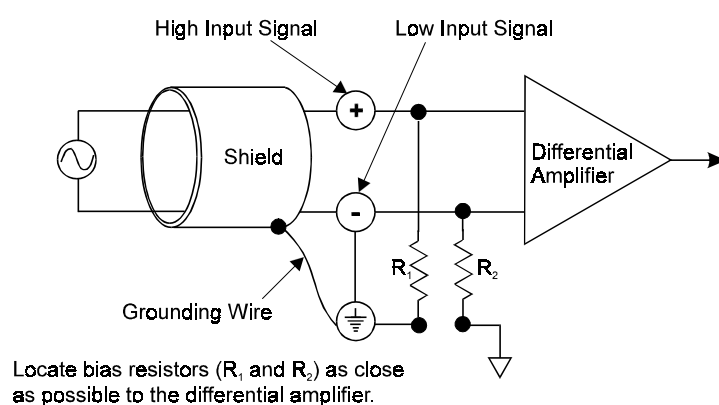 High Input Signal
Low Input Signal
+
Shield
Differential
Amplifier
-
R₁
R₂
Grounding Wire
Locate bias resistors (R₁ and R₂) as close
as possible to the differential amplifier.